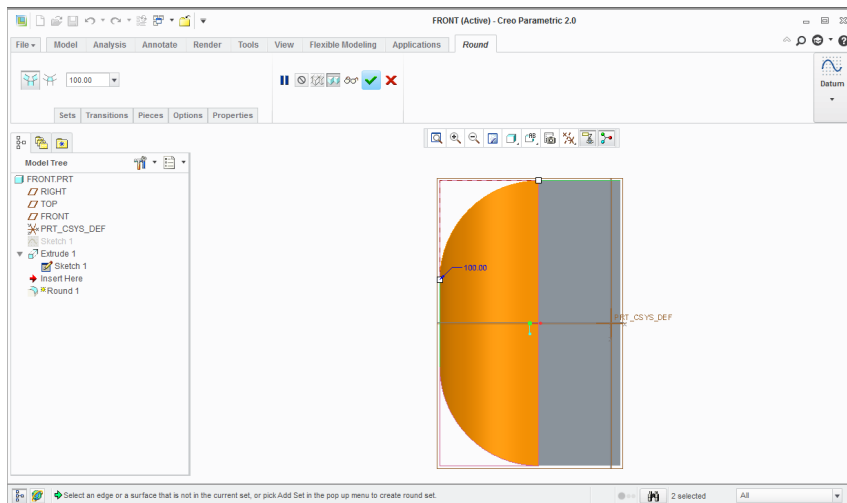 FRONT (Active) - Creo Parametric 2.0
File Model Analysis Annotate Render Tools View Flexible Modeling Applications Round
100.00
Datum
Sets Transitions Pieces Options Properties
Model Tree
FRONT.PRT
RIGHT
TOP
FRONT
PRT_CSYS_DEF
Sketch 1
Extrude 1
Sketch 1
Insert Here
Round 1
100.00
PRT_CSYS_DEF
Select an edge or a surface that is not in the current set, or pick Add Set in the pop up menu to create round set.
2 selected
All